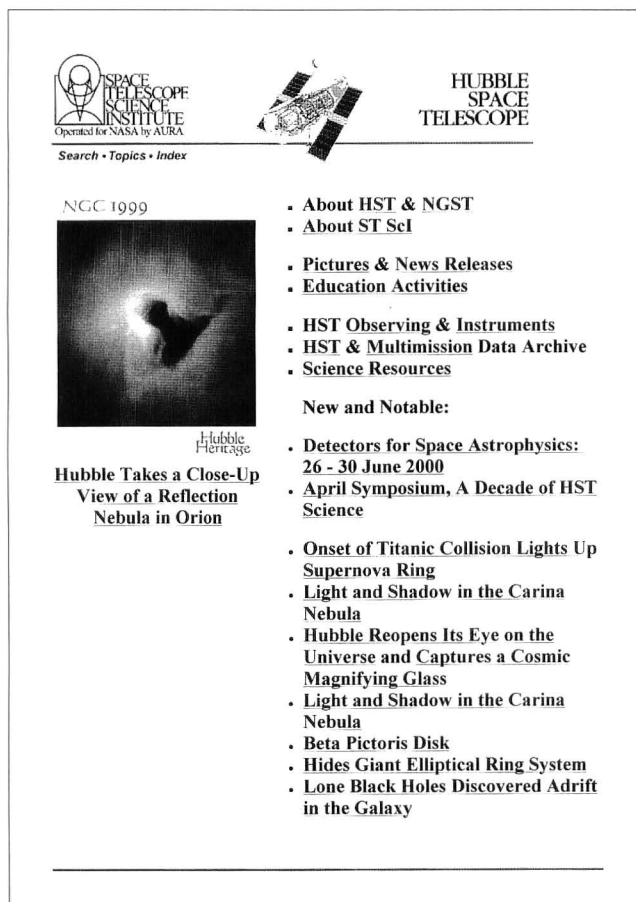 SPACE
TELESCOPE
SCIENCE
INSTITUTE
Operated for NASA by AURA
HUBBLE
SPACE
TELESCOPE
Search • Topics • Index
NGC 1999
Hubble
Heritage
Hubble Takes a Close-Up
View of a Reflection
Nebula in Orion
About HST & NGST
About ST ScI
Pictures & News Releases
Education Activities
HST Observing & Instruments
HST & Multimission Data Archive
Science Resources
New and Notable:
Detectors for Space Astrophysics:
26 - 30 June 2000
April Symposium, A Decade of HST
Science
Onset of Titanic Collision Lights Up
Supernova Ring
Light and Shadow in the Carina
Nebula
Hubble Reopens Its Eye on the
Universe and Captures a Cosmic
Magnifying Glass
Light and Shadow in the Carina
Nebula
Beta Pictoris Disk
Hides Giant Elliptical Ring System
Lone Black Holes Discovered Adrift
in the Galaxy